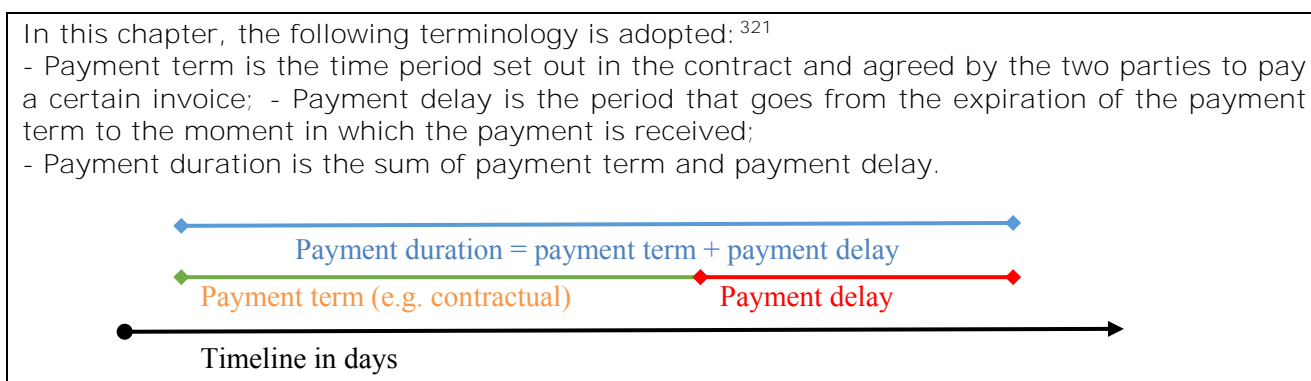 In this chapter, the following terminology is adopted:³²¹
- Payment term is the time period set out in the contract and agreed by the two parties to pay
a certain invoice; - Payment delay is the period that goes from the expiration of the payment
term to the moment in which the payment is received;
- Payment duration is the sum of payment term and payment delay.
Payment duration = payment term + payment delay
Payment term (e.g. contractual) Payment delay
Timeline in days